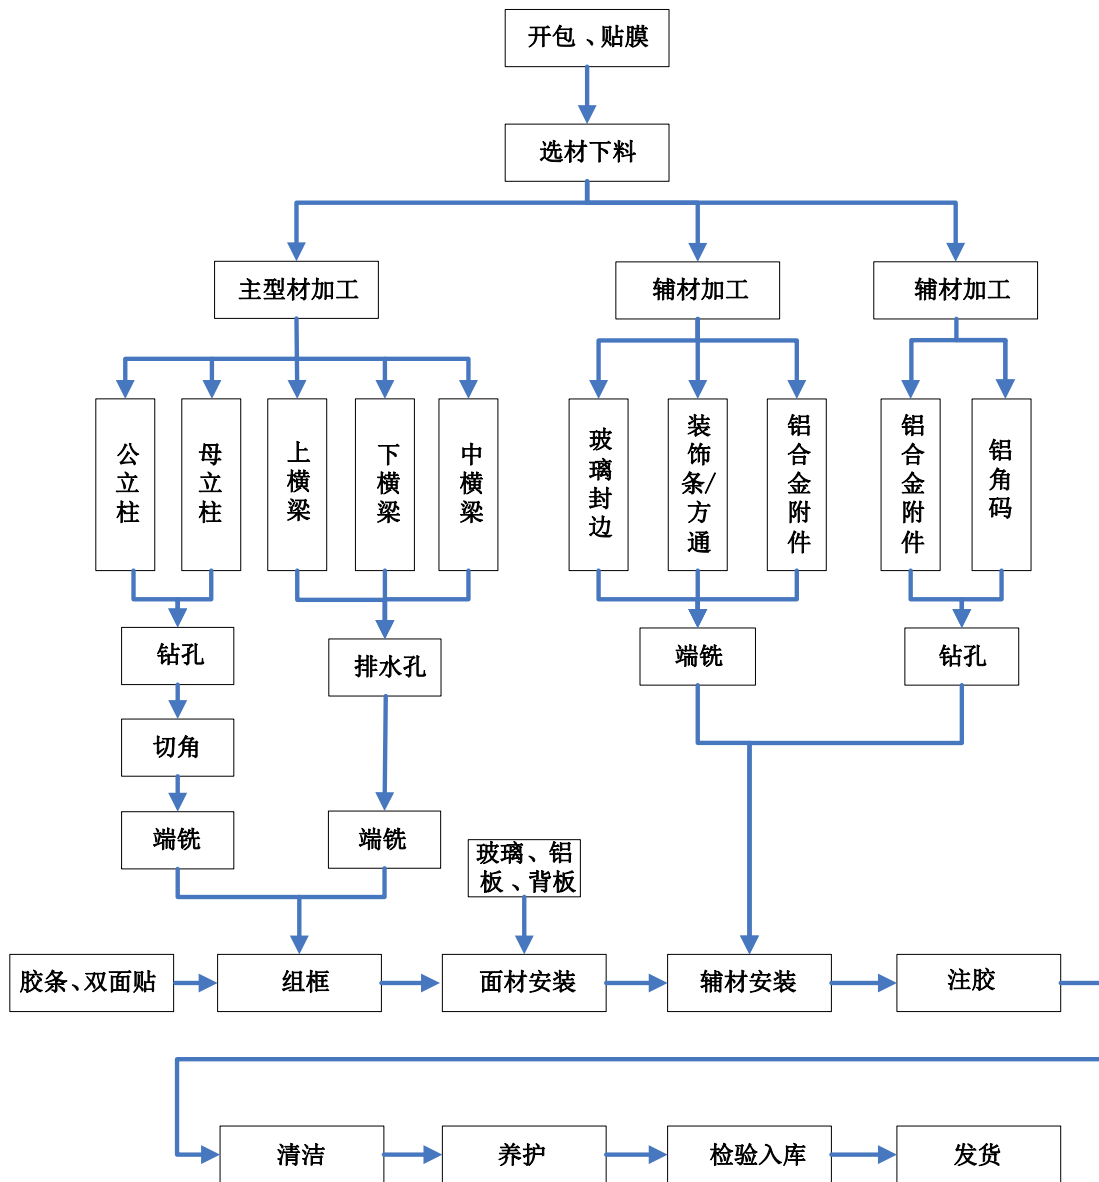 开包、贴膜
选材下料
主型材加工
辅材加工
辅材加工
公立柱
母立柱
上横梁
下横梁
中横梁
玻璃封边
装饰条/方通
铝合金附件
铝合金附件
铝角码
钻孔
排水孔
端铣
钻孔
切角
端铣
端铣
玻璃、铝
板、背板
胶条、双面贴
组框
面材安装
辅材安装
注胶
清洁
养护
检验入库
发货